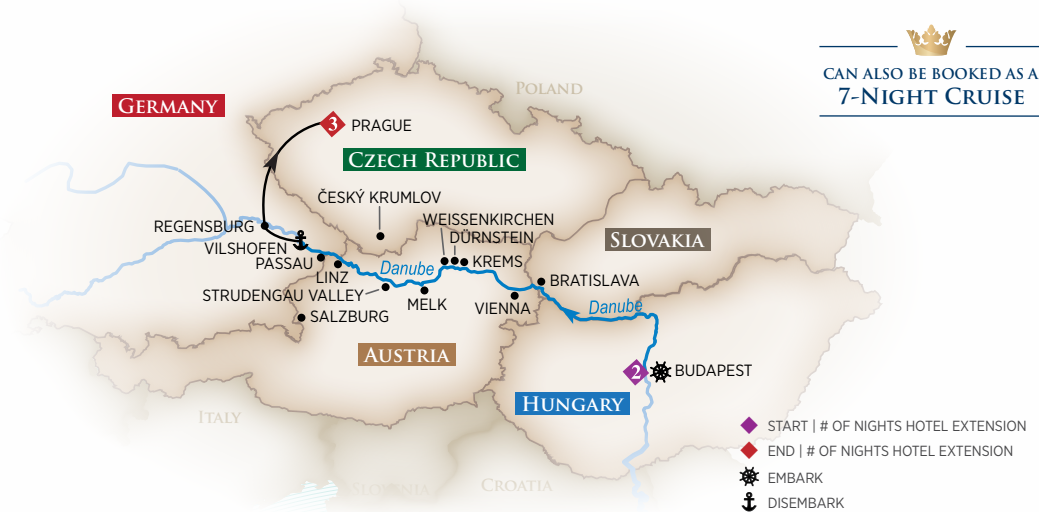 CAN ALSO BE BOOKED AS A
7-NIGHT CRUISE
POLAND
GERMANY
3
PRAGUE
CZECH REPUBLIC
ČESKÝ KRUMLOV
WEISSENKIRCHEN
REGENSBURG
DÜRNSTEIN
SLOVAKIA
VILSHOFEN
PASSAU
KREMS
Danube
LINZ
BRATISLAVA
STRUDENGAU VALLEY
MELK
VIENNA
Danube
SALZBURG
AUSTRIA
2
BUDAPEST
HUNGARY
ITALY
START | # OF NIGHTS HOTEL EXTENSION
END | # OF NIGHTS HOTEL EXTENSION
EMBARK
SLOVENIA
CROATIA
DISEMBARK